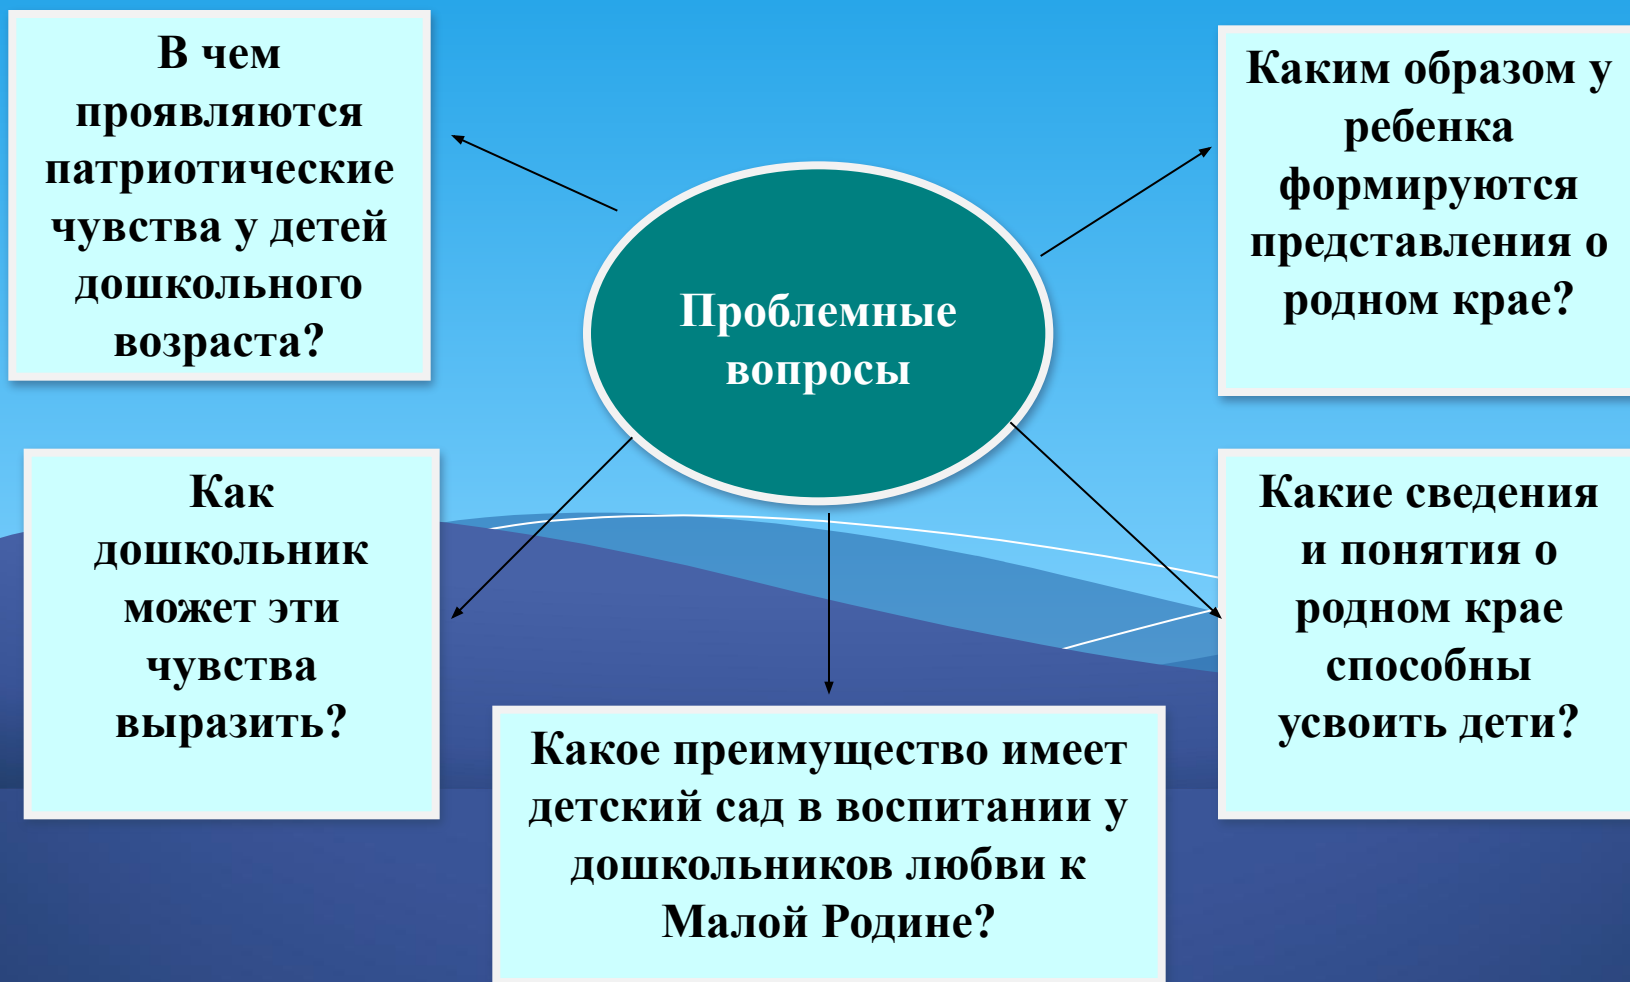 В чем
проявляются
патриотические
чувства у детей
дошкольного
возраста?
Каким образом у
ребенка
формируются
представления о
родном крае?
Проблемные
вопросы
Как
дошкольник
может эти
чувства
выразить?
Какие сведения
и понятия о
родном крае
способны
усвоить дети?
Какое преимущество имеет
детский сад в воспитании у
дошкольников любви к
Малой Родине?